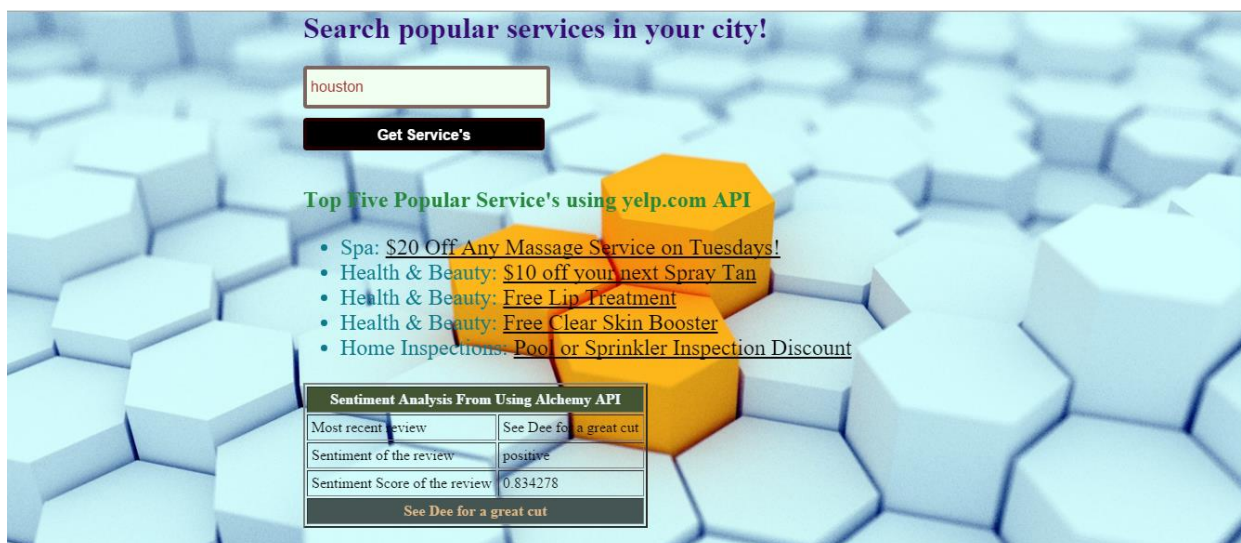 Search popular services in your city!
houston
Get Service's
Top Five Popular Service's using yelp.com API
Spa: $20 Off Any Massage Service on Tuesdays!
Health & Beauty: $10 off your next Spray Tan
Health & Beauty: Free Lip Treatment
Health & Beauty: Free Clear Skin Booster
Home Inspections: Pool or Sprinkler Inspection Discount
Sentiment Analysis From Using Alchemy API
Most recent review See Dee for a great cut
Sentiment of the review positive
Sentiment Score of the review 0.834278
See Dee for a great cut